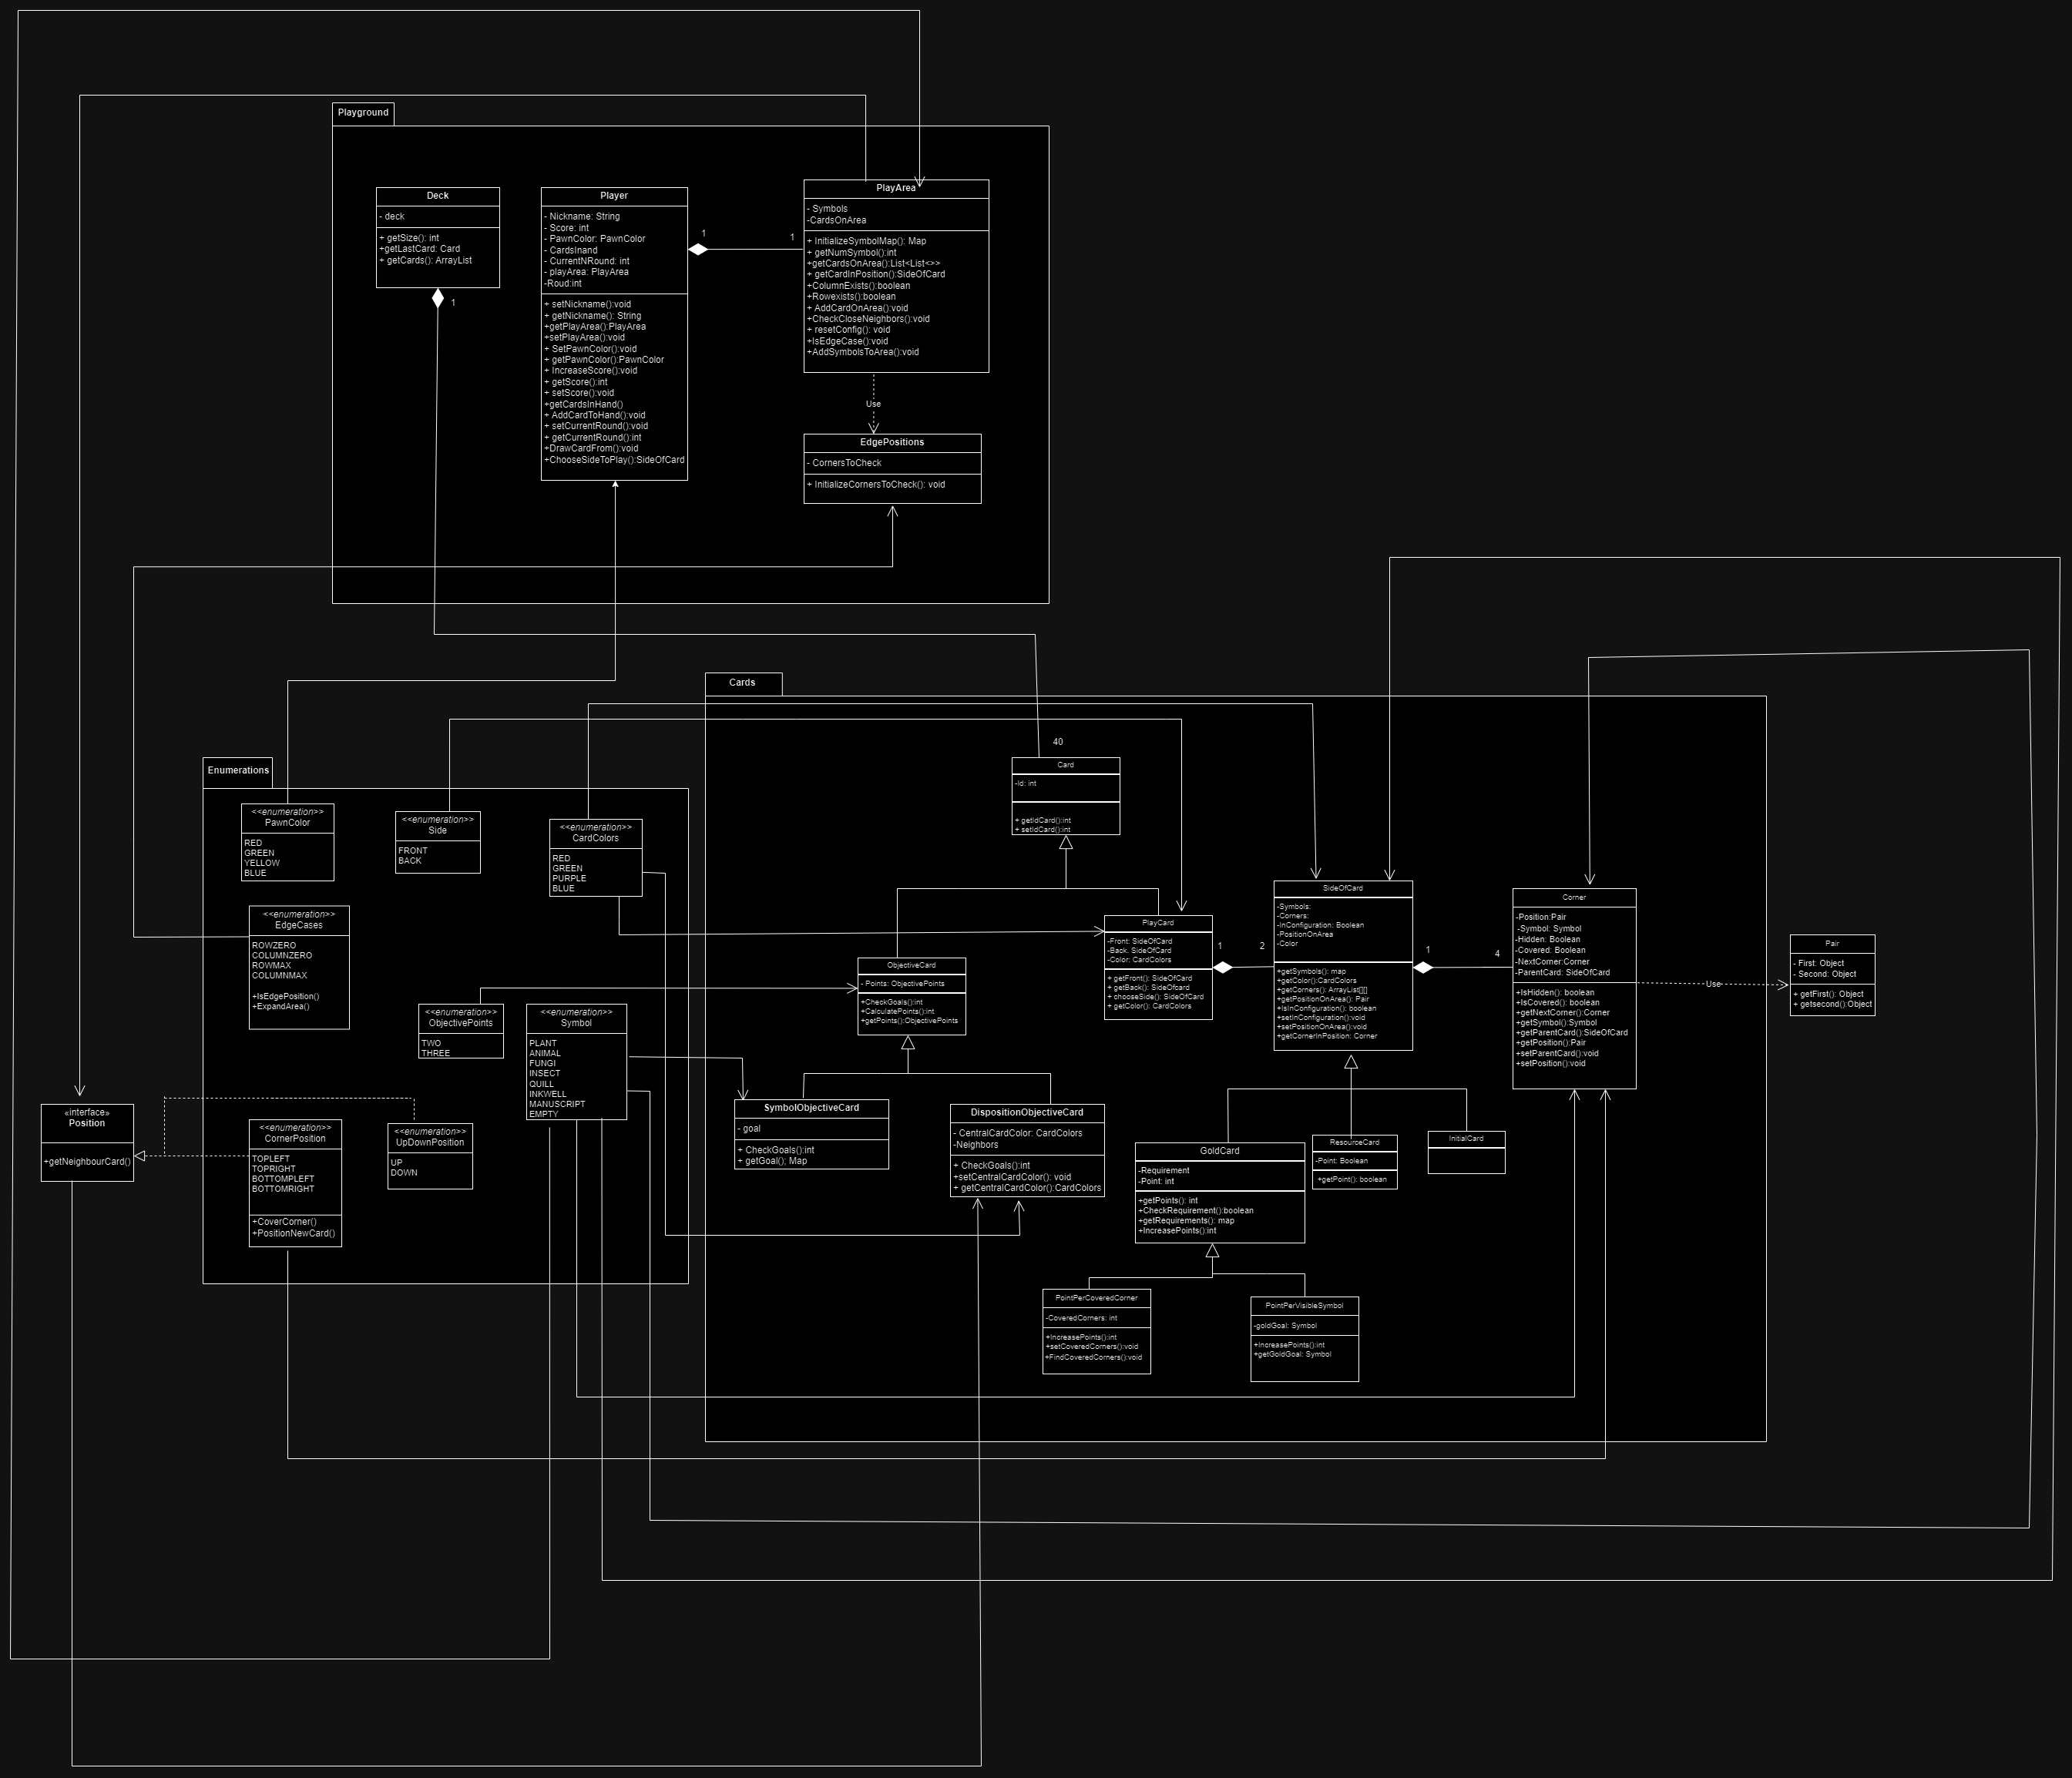 Playground
Deck
- deck
+ getSize(): int
+getLastCard: Card
+ getCards(): ArrayList
1
Player
- Nickname: String
- Score: int
- PawnColor: PawnColor
- CardsInand
- CurrentNRound: int
- playArea: PlayArea
-Roud:int
+ setNickname():void
+ getNickname(): String
+getPlayArea():PlayArea
+setPlayArea():void
+ SetPawnColor():void
+ getPawnColor():PawnColor
+ IncreaseScore():void
+ getScore():int
+ setScore():void
+getCardsInHand()
+ AddCardToHand():void
+ setCurrentRound():void
+ getCurrentRound():int
+DrawCardFrom():void
+ChooseSideToPlay():SideOfCard
1
1
PlayArea
- Symbols
-CardsOnArea
+ InitializeSymbolMap(): Map
+ getNumSymbol():int
+getCardsOnArea():List<List<>>
+ getCardInPosition():SideOfCard
+ColumnExists():boolean
+Rowexists():boolean
+ AddCardOnArea():void
+CheckCloseNeighbors():void
+ resetConfig(): void
+IsEdgeCase():void
+AddSymbolsToArea():void
Use
EdgePositions
- CornersToCheck
+ InitializeCornersToCheck(): void
Cards
40
Card
-Id: int
+ getIdCard():int
+ setIdCard():int
Enumerations
<<enumeration>>
PawnColor
RED
GREEN
YELLOW
BLUE
<<enumeration>>
Side
FRONT
BACK
<<enumeration>>
CardColors
RED
GREEN
PURPLE
BLUE
<<enumeration>>
EdgeCases
ROWZERO
COLUMNZERO
ROWMAX
COLUMNMAX
+IsEdgePosition()
+ExpandArea()
<<enumeration>>
ObjectivePoints
TWO
THREE
<<enumeration>>
Symbol
PLANT
ANIMAL
FUNGI
INSECT
QUILL
INKWELL
MANUSCRIPT
EMPTY
<<enumeration>>
CornerPosition
TOPLEFT
TOPRIGHT
BOTTOMPLEFT
BOTTOMRIGHT
+CoverCorner()
+PositionNewCard()
<<enumeration>>
UpDownPosition
UP
DOWN
«interface»
Position
+getNeighbourCard()
ObjectiveCard
- Points: ObjectivePoints
+CheckGoals():int
+CalculatePoints():int
+getPoints():ObjectivePoints
PlayCard
-Front: SideOfCard
-Back. SideOfCard
-Color: CardColors
+ getFront(): SideOfCard
+ getBack(): SideOfcard
+ chooseSide(): SideOfCard
+ getColor(): CardColors
1
2
SideOfCard
-Symbols:
-Corners:
-InConfiguration: Boolean
-PositionOnArea
-Color
+getSymbols(): map
+getColor():CardColors
+getCorners(): ArrayList[][]
+getPositionOnArea(): Pair
+isInConfiguration(): boolean
+setInConfiguration():void
+setPositionOnArea():void
+getCornerInPosition: Corner
1
4
Corner
-Position:Pair
-Symbol: Symbol
-Hidden: Boolean
-Covered: Boolean
-NextCorner:Corner
-ParentCard: SideOfCard
+IsHidden(): boolean
+IsCovered(): boolean
+getNextCorner():Corner
+getSymbol():Symbol
+getParentCard():SideOfCard
+getPosition():Pair
+setParentCard():void
+setPosition():void
Use
Pair
- First: Object
- Second: Object
+ getFirst(): Object
+ getsecond():Object
SymbolObjectiveCard
- goal
+ CheckGoals():int
+ getGoal(); Map
DispositionObjectiveCard
- CentralCardColor: CardColors
-Neighbors
+ CheckGoals():int
+setCentralCardColor(): void
+ getCentralCardColor():CardColors
GoldCard
-Requirement
-Point: int
+getPoints(): int
+CheckRequirement():boolean
+getRequirements(): map
+IncreasePoints():int
ResourceCard
-Point: Boolean
+getPoint(): boolean
InitialCard
PointPerCoveredCorner
-CoveredCorners: int
+IncreasePoints():int
+setCoveredCorners():void
+FindCoveredCorners():void
PointPerVisibleSymbol
-goldGoal: Symbol
+IncreasePoints():int
+getGoldGoal: Symbol